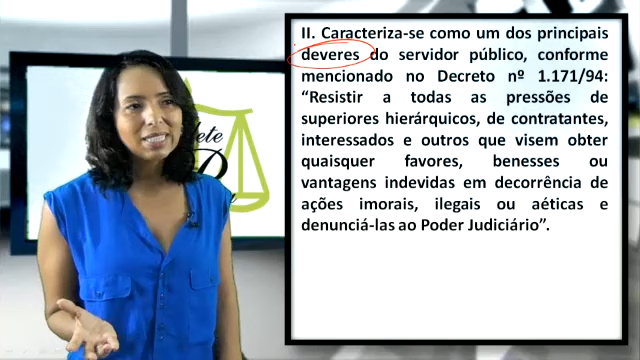 II. Caracteriza-se como um dos principais
deveres do servidor público, conforme
mencionado no Decreto nº 1.171/94:
“Resistir a todas as pressões de
superiores hierárquicos, de contratantes,
interessados e outros que visem obter
quaisquer favores, benesses ou
vantagens indevidas em decorrência de
ações imorais, ilegais ou aéticas e
denunciá-las ao Poder Judiciário”.